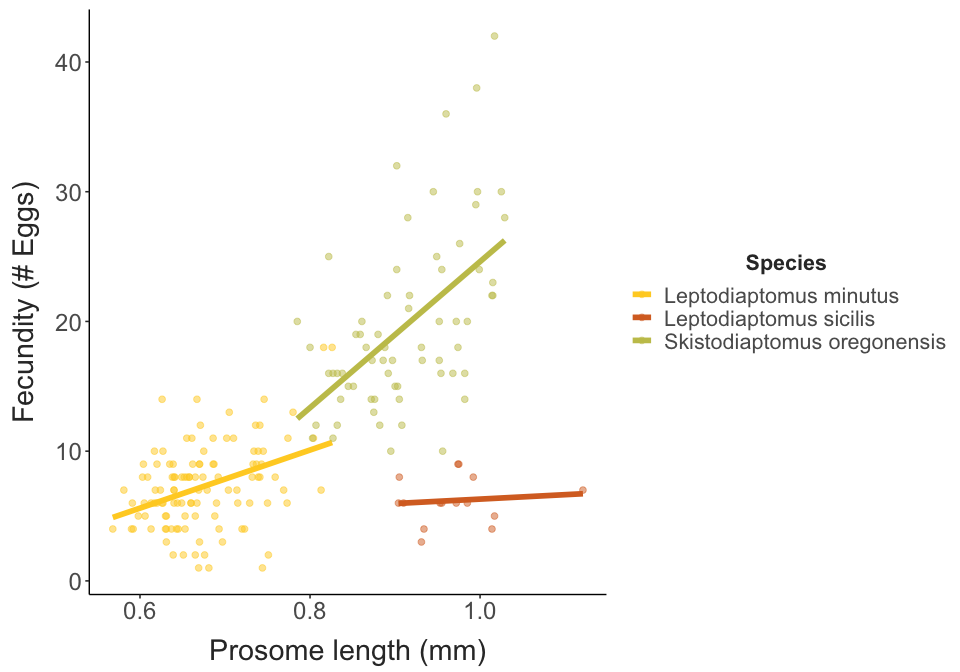 40
30
20
10
0
0.6 0.8 1.0
Fecundity (# Eggs)
Prosome length (mm)
Species
Leptodiaptomus minutus
Leptodiaptomus sicilis
Skistodiaptomus oregonensis